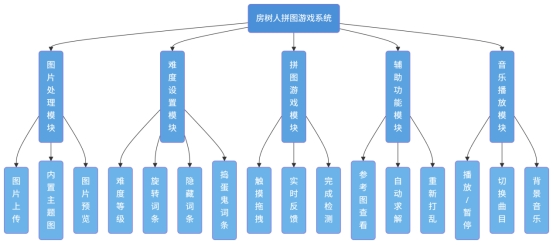 房树人拼图游戏系统
图片处理模块
难度设置模块
拼图游戏模块
辅助功能模块
音乐播放模块
图片上传
内置主题图
图片预览
难度等级
旋转词条
隐藏词条
捣蛋鬼词条
触摸拖拽
实时反馈
完成检测
参考图查看
自动求解
重新打乱
播放/暂停
切换曲目
背景音乐